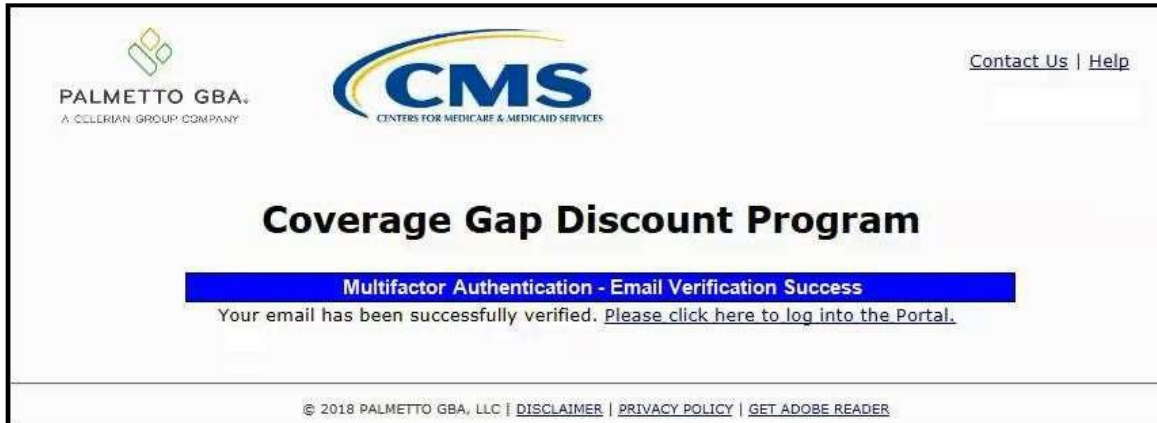 PALMETTO GBA.
A CELERIAN GROUP COMPANY
CMS
CENTERS FOR MEDICARE & MEDICAID SERVICES
Contact Us | Help
Coverage Gap Discount Program
Multifactor Authentication - Email Verification Success
Your email has been successfully verified. Please click here to log into the Portal.
© 2018 PALMETTO GBA, LLC | DISCLAIMER | PRIVACY POLICY | GET ADOBE READER